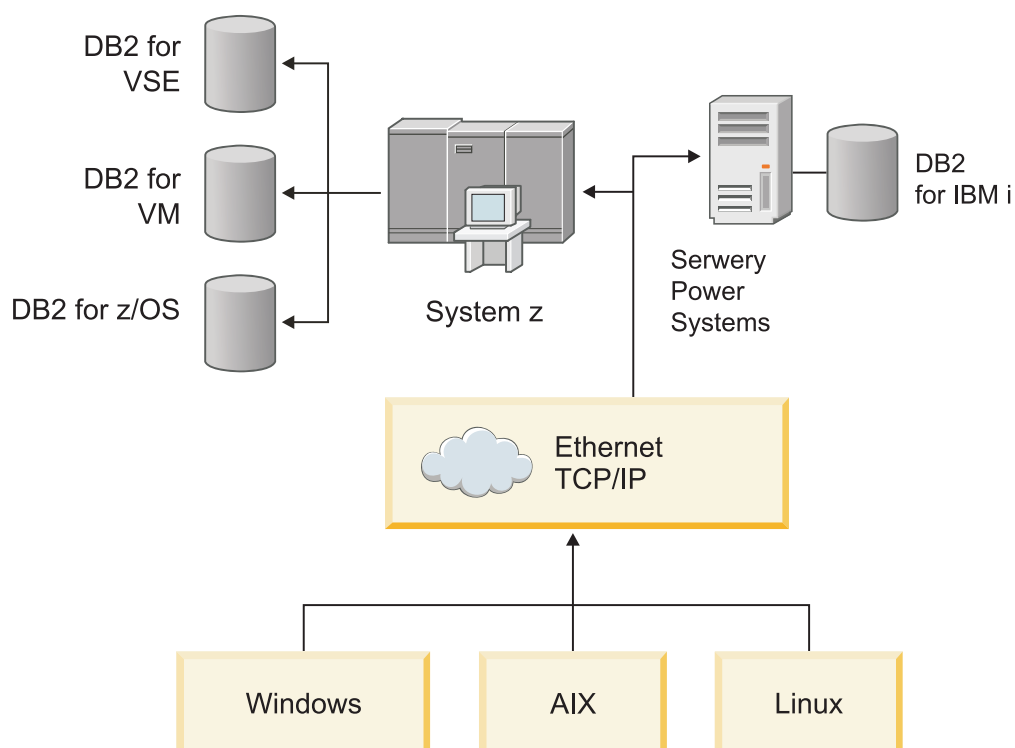 DB2 for
VSE
DB2 for
VM
DB2 for z/OS
System z
DB2
for IBM i
Serwery
Power
Systems
Ethernet
TCP/IP
Windows
AIX
Linux